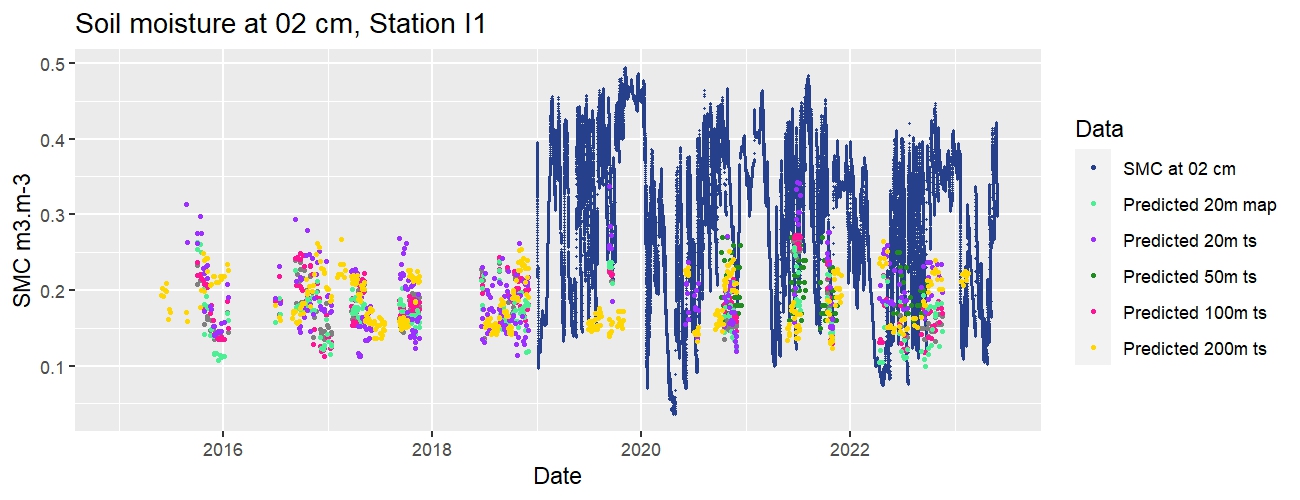 Soil moisture at 02 cm, Station I1
SMC m3.m-3
0.5
0.4
0.3
0.2
0.1
2016
2018
2020
2022
Date
Data
SMC at 02 cm
Predicted 20m map
Predicted 20m ts
Predicted 50m ts
Predicted 100m ts
Predicted 200m ts